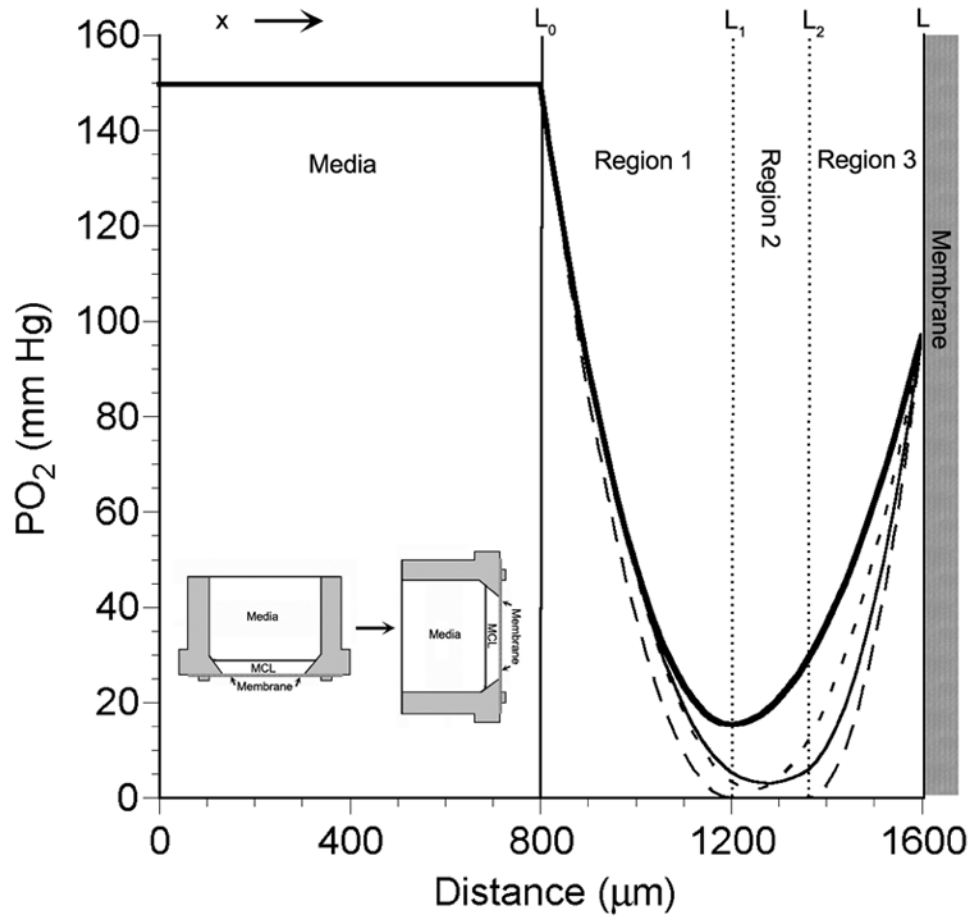 x
L₀
L₁
L₂
L
160
140
120
100
80
60
40
20
0
PO₂ (mm Hg)
Media
Region 1
Region 2
Region 3
Membrane
Media
MCL
Membrane
Media
MCL
Membrane
0
400
800
1200
1600
Distance (μm)